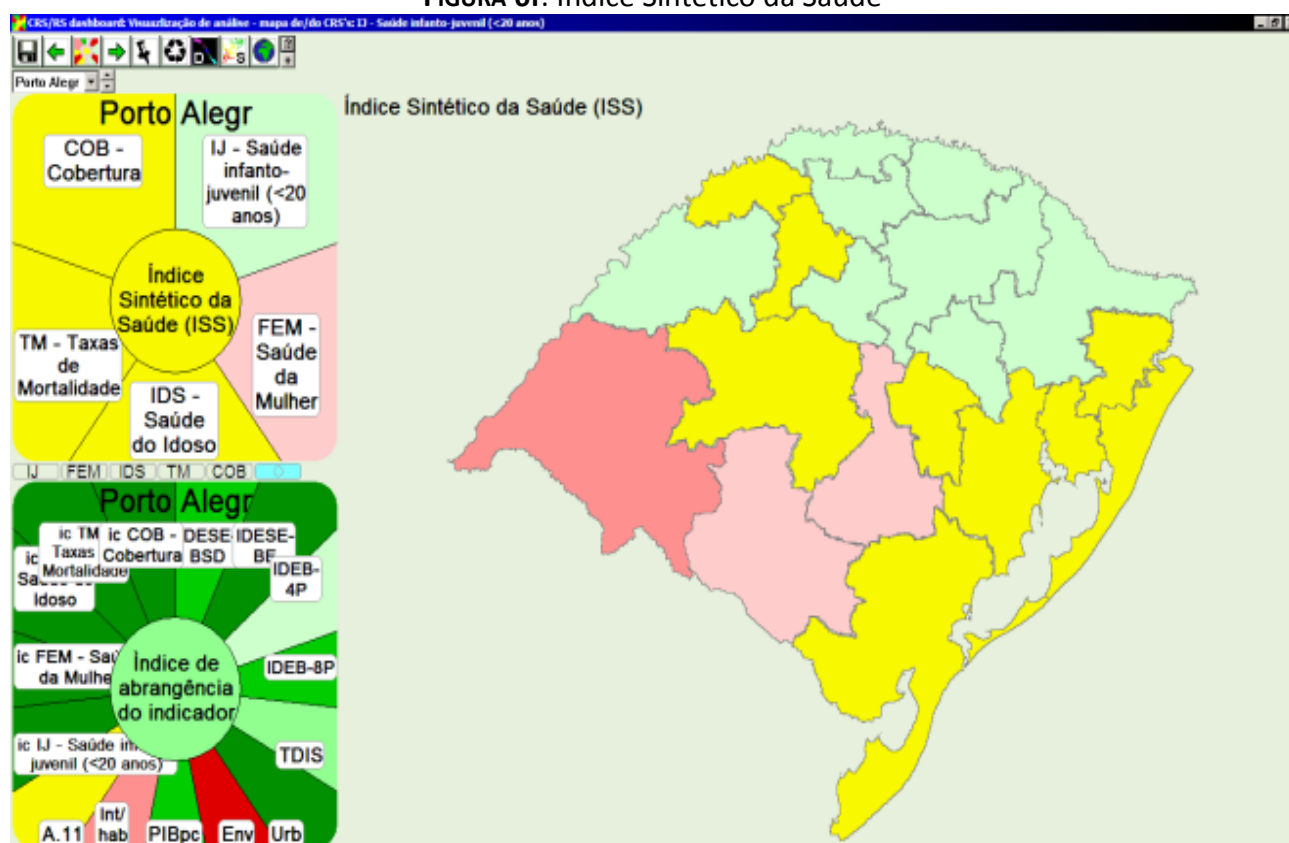 FIGURA 01: Índice Sintético da Saúde
CRS/RS dashboard: Visuazlização de análise - mapa de/do CRS's: IJ - Saúde infanto-juvenil (<20 anos)
Porto Alegr
Porto Alegr
COB -
Cobertura
IJ - Saúde
infanto-
juvenil (<20
anos)
Índice
Sintético da
Saúde (ISS)
TM - Taxas
de
Mortalidade
FEM -
Saúde
da
Mulher
IDS -
Saúde
do Idoso
IJ FEM IDS TM COB
Porto Alegr
ic TM
Taxas
Mortalidade
ic COB -
Cobertura
DESE
BSD
IDESE-
BE
IDEB-
4P
ic
Idoso
ic FEM - Saú
da Mulhe
Índice de
abrangência
do indicador
IDEB-8P
ic IJ - Saúde in
juvenil (<20 anos)
TDIS
A.11
Int/
hab
PIBpc
Env
Urb
Índice Sintético da Saúde (ISS)